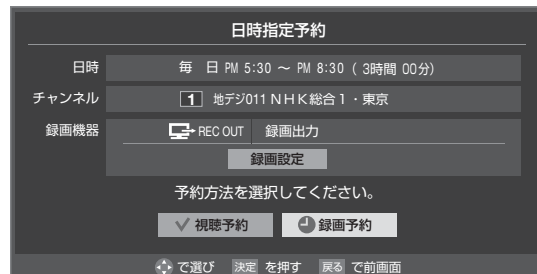 日時指定予約
日時 毎 日 PM 5:30 ～ PM 8:30 ( 3時間 00分)
チャンネル 1 地デジ011 NHK総合1・東京
録画機器 REC OUT 録画出力
録画設定
予約方法を選択してください。
視聴予約 録画予約
で選び 決定 を押す 戻る で前画面